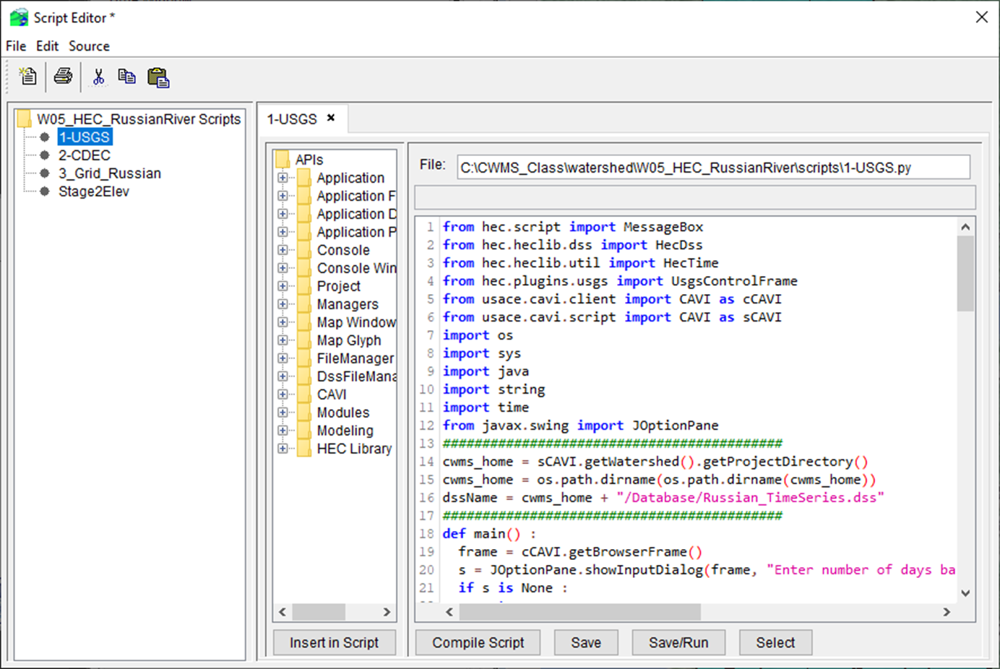 Script Editor *
File Edit Source
W05_HEC_RussianRiver Scripts
1-USGS
2-CDEC
3_Grid_Russian
Stage2Elev
1-USGS ×
APIs
Application
Application F
Application D
Application P
Console
Console Win
Project
Managers
Map Window
Map Glyph
FileManager
DssFileMana
CAVI
Modules
Modeling
HEC Library
Insert in Script
File: C:\CWMS_Class\watershed\W05_HEC_RussianRiver\scripts\1-USGS.py
1 from hec.script import MessageBox
2 from hec.heclib.dss import HecDss
3 from hec.heclib.util import HecTime
4 from hec.plugins.usgs import UsgsControlFrame
5 from usace.cavi.client import CAVI as cCAVI
6 from usace.cavi.script import CAVI as sCAVI
7 import os
8 import sys
9 import java
10 import string
11 import time
12 from javax.swing import JOptionPane
13 ###########################################
14 cwms_home = sCAVI.getWatershed().getProjectDirectory()
15 cwms_home = os.path.dirname(os.path.dirname(cwms_home))
16 dssName = cwms_home + "/Database/Russian_TimeSeries.dss"
17 ###########################################
18 def main() :
19 frame = cCAVI.getBrowserFrame()
20 s = JOptionPane.showInputDialog(frame, "Enter number of days ba
21 if s is None :
Compile Script Save Save/Run Select